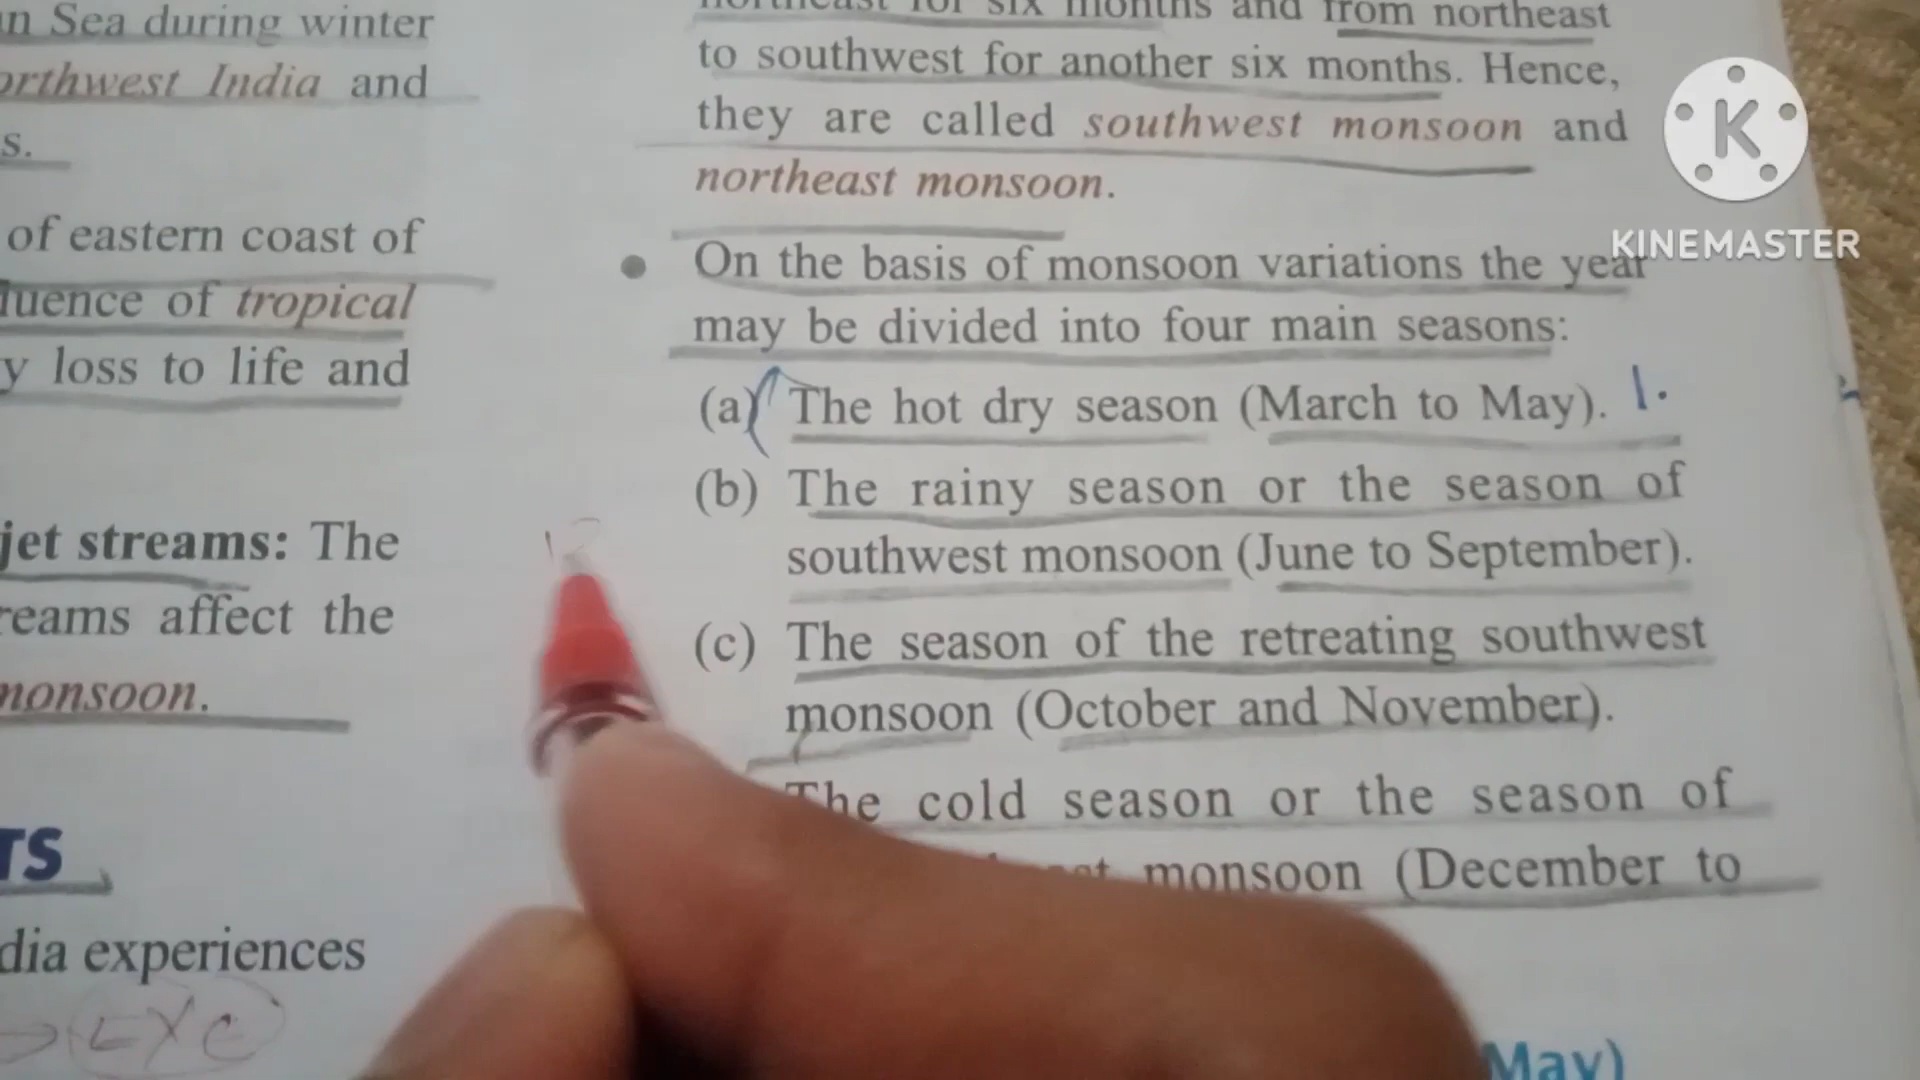 n Sea during winter
orthwest India and
s.
of eastern coast of
fluence of tropical
y loss to life and
jet streams: The
reams affect the
monsoon.
TS
dia experiences
northeast for six months and from northeast
to southwest for another six months. Hence,
they are called southwest monsoon and
northeast monsoon.
• On the basis of monsoon variations the year
may be divided into four main seasons:
(a) The hot dry season (March to May). 1.
(b) The rainy season or the season of
southwest monsoon (June to September).
(c) The season of the retreating southwest
monsoon (October and November).
The cold season or the season of
monsoon (December to
May)
K
KINEMASTER